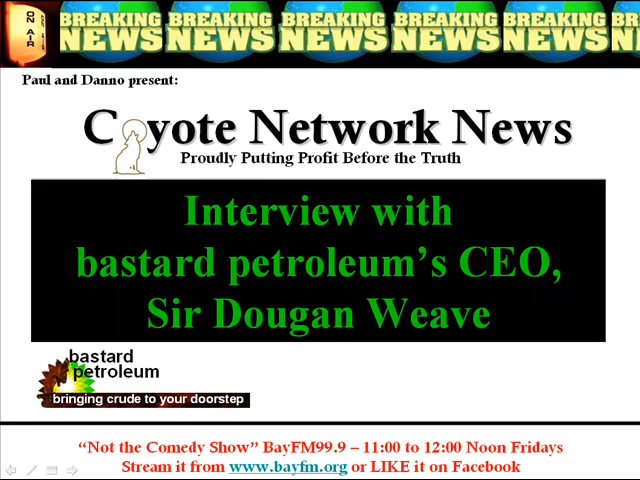 ON AIR
BREAKING NEWS BREAKING NEWS BREAKING NEWS BREAKING NEWS BREAKING NEWS
Paul and Danno present:
Coyote Network News
Proudly Putting Profit Before the Truth
Interview with
bastard petroleum’s CEO,
Sir Dougan Weave
bastard
petroleum
bringing crude to your doorstep
“Not the Comedy Show” BayFM99.9 – 11:00 to 12:00 Noon Fridays
Stream it from www.bayfm.org or LIKE it on Facebook